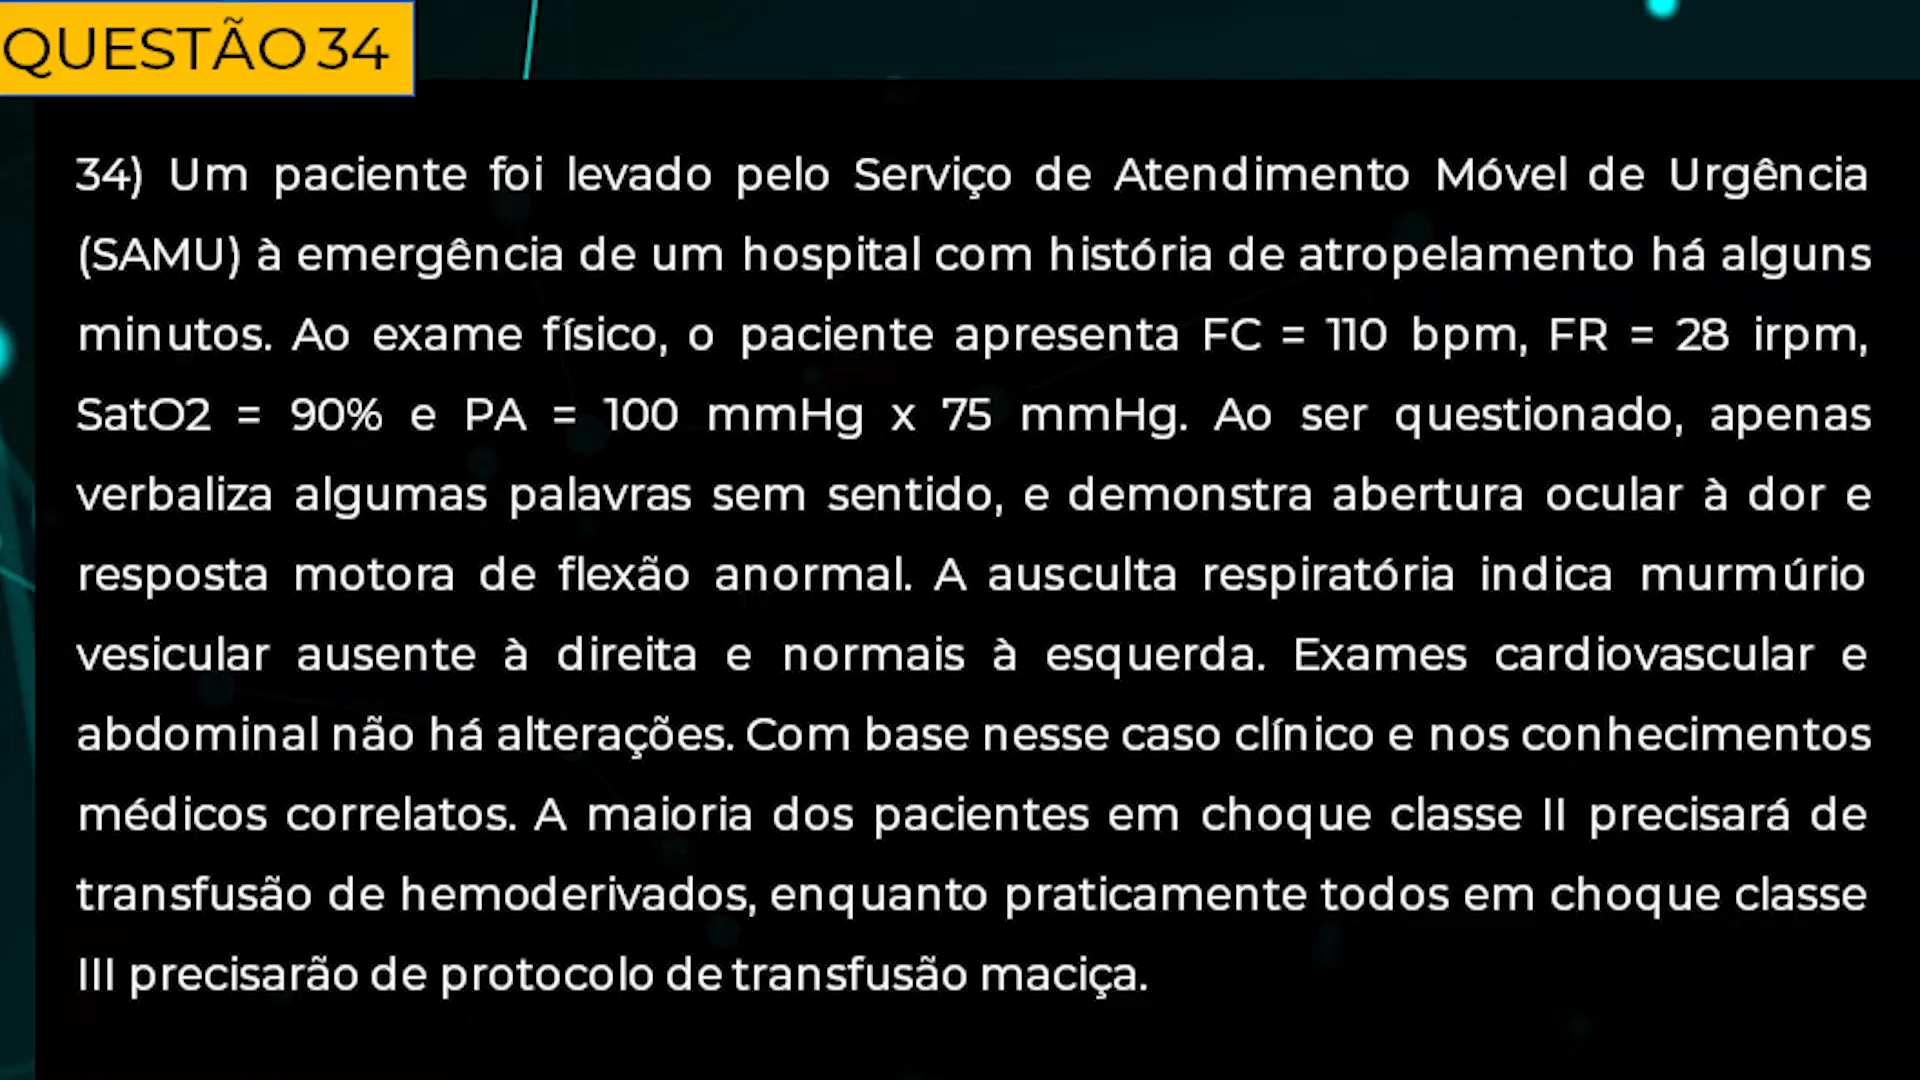 QUESTÃO 34
34) Um paciente foi levado pelo Serviço de Atendimento Móvel de Urgência
(SAMU) à emergência de um hospital com história de atropelamento há alguns
minutos. Ao exame físico, o paciente apresenta FC = 110 bpm, FR = 28 irpm,
SatO2 = 90% e PA = 100 mmHg x 75 mmHg. Ao ser questionado, apenas
verbaliza algumas palavras sem sentido, e demonstra abertura ocular à dor e
resposta motora de flexão anormal. A ausculta respiratória indica murmúrio
vesicular ausente à direita e normais à esquerda. Exames cardiovascular e
abdominal não há alterações. Com base nesse caso clínico e nos conhecimentos
médicos correlatos. A maioria dos pacientes em choque classe II precisará de
transfusão de hemoderivados, enquanto praticamente todos em choque classe
III precisarão de protocolo de transfusão maciça.